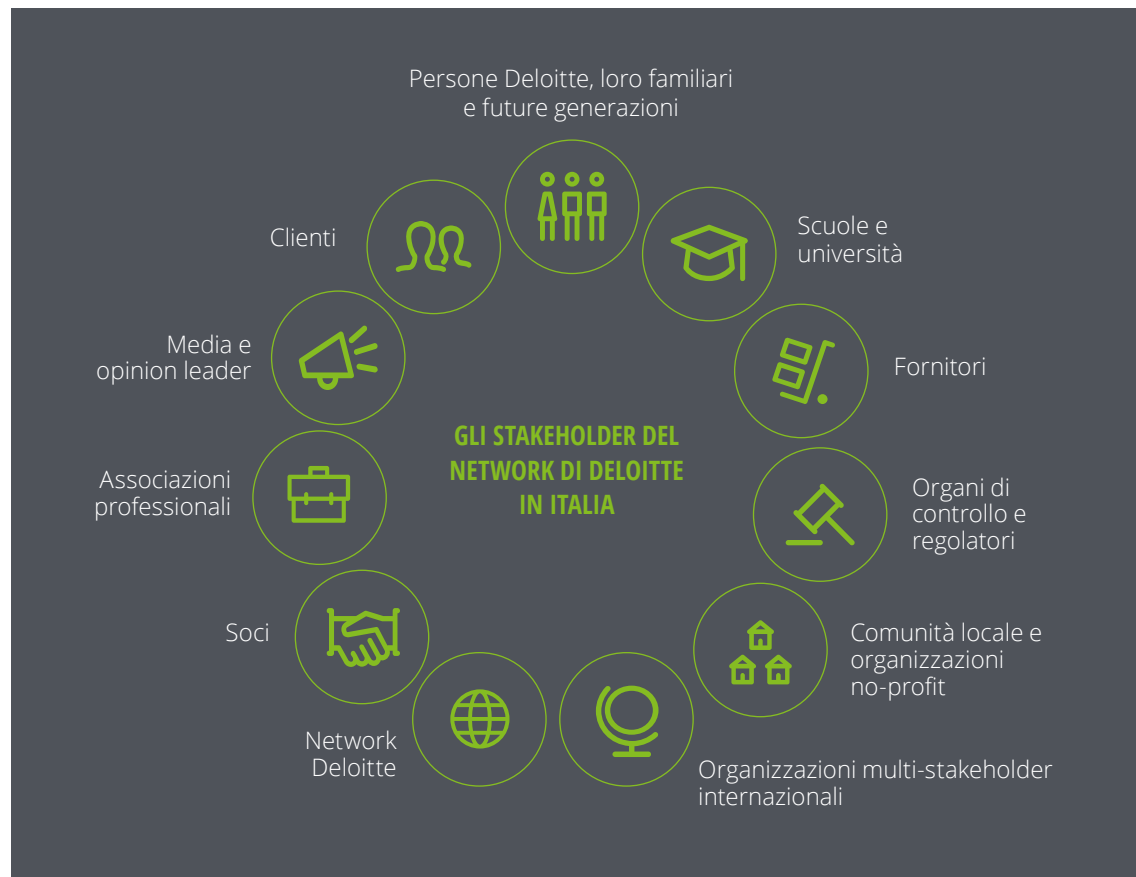 Persone Deloitte, loro familiari
e future generazioni
Scuole e
università
Fornitori
Organi di
controllo e
regolatori
Comunità locale e
organizzazioni
no-profit
Organizzazioni multi-stakeholder
internazionali
Network
Deloitte
Soci
Associazioni
professionali
Media e
opinion leader
Clienti
GLI STAKEHOLDER DEL
NETWORK DI DELOITTE
IN ITALIA